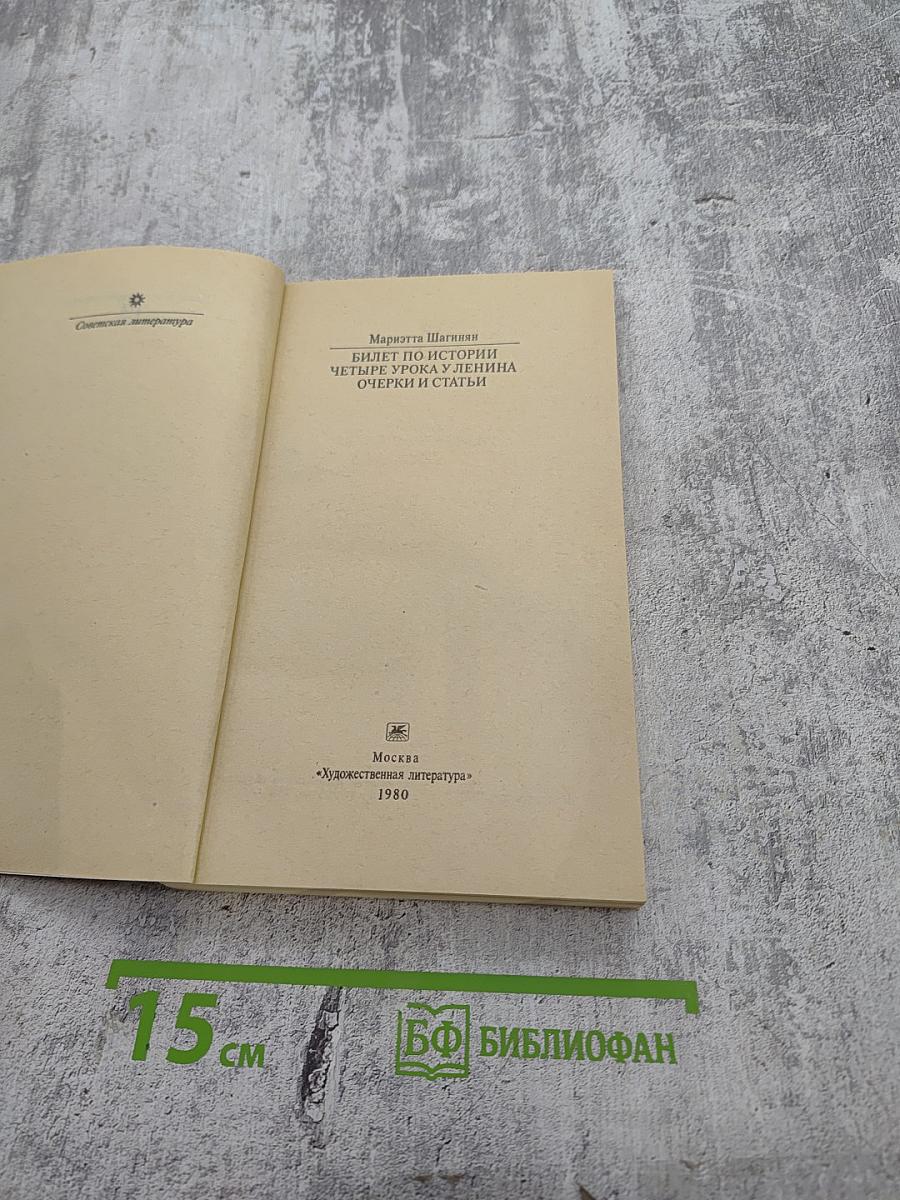 Советская литература
Мариэтта Шагинян
БИЛЕТ ПО ИСТОРИИ
ЧЕТЫРЕ УРОКА У ЛЕНИНА
ОЧЕРКИ И СТАТЬИ
Москва
«Художественная литература»
1980
15 см
БФ БИБЛИОФАН